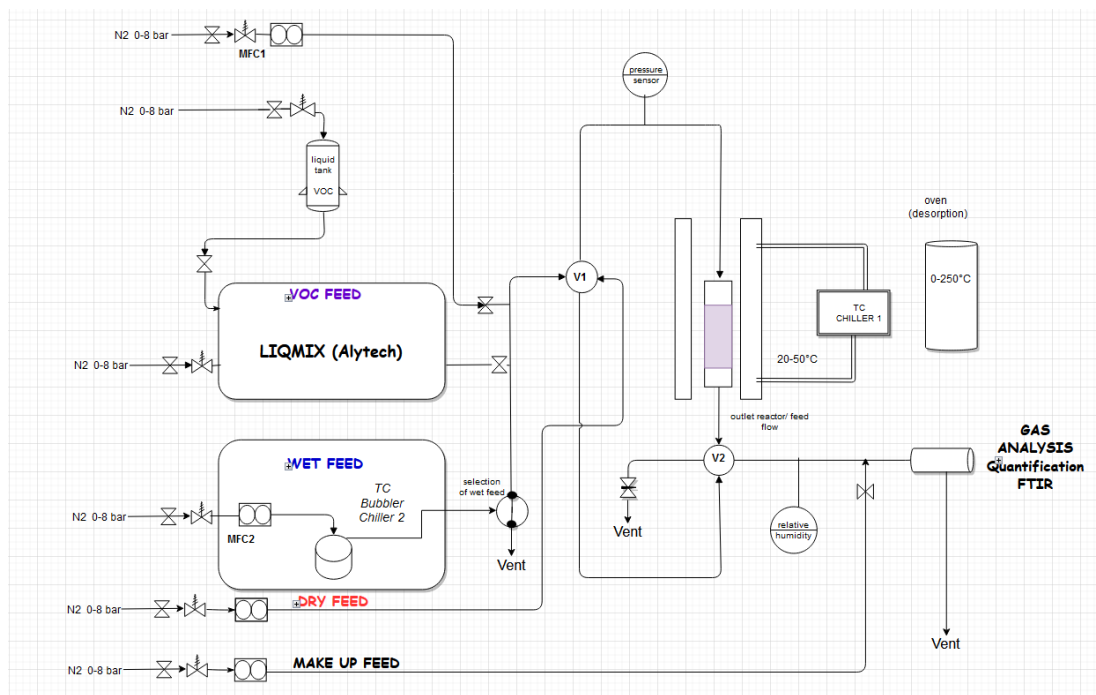 N2 0-8 bar
MFC1
N2 0-8 bar
liquid
tank
VOC
pressure
sensor
oven
(desorption)
0-250°C
V1
TC
CHILLER 1
20-50°C
VOC FEED
LIQMIX (Alytech)
N2 0-8 bar
outlet reactor/ feed
flow
V2
GAS
ANALYSIS
Quantification
FTIR
WET FEED
TC
Bubbler
Chiller 2
selection
of wet feed
N2 0-8 bar
MFC2
Vent
Vent
relative
humidity
N2 0-8 bar
DRY FEED
Vent
N2 0-8 bar
MAKE UP FEED